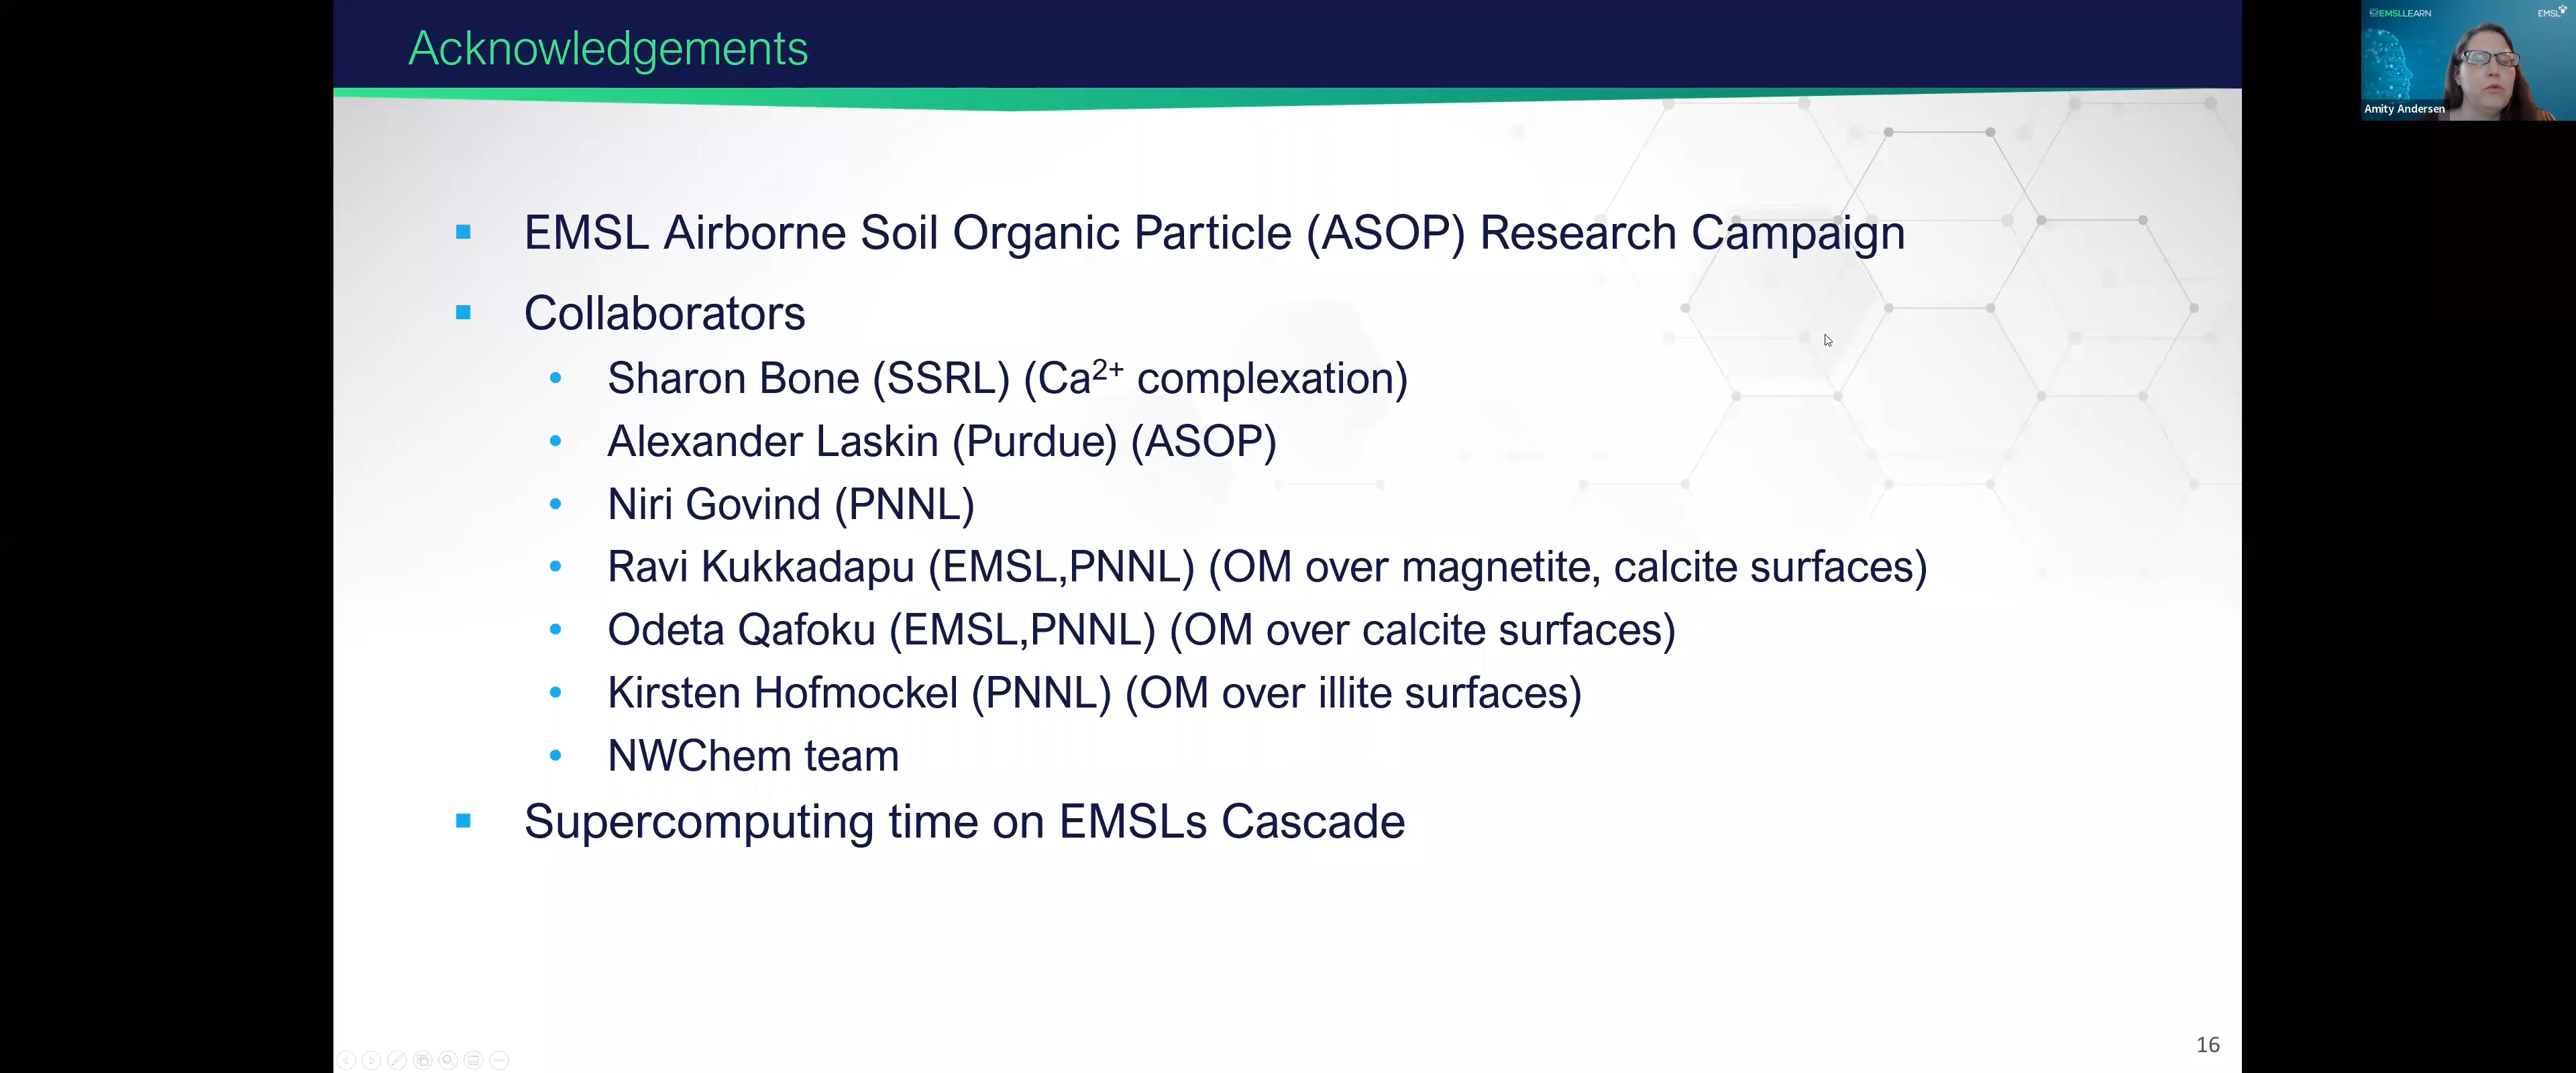 Acknowledgements
EMSLLEARN
EMSL
Amity Andersen
EMSL Airborne Soil Organic Particle (ASOP) Research Campaign
Collaborators
Sharon Bone (SSRL) (Ca²⁺ complexation)
Alexander Laskin (Purdue) (ASOP)
Niri Govind (PNNL)
Ravi Kukkadapu (EMSL,PNNL) (OM over magnetite, calcite surfaces)
Odeta Qafoku (EMSL,PNNL) (OM over calcite surfaces)
Kirsten Hofmockel (PNNL) (OM over illite surfaces)
NWChem team
Supercomputing time on EMSLs Cascade
16